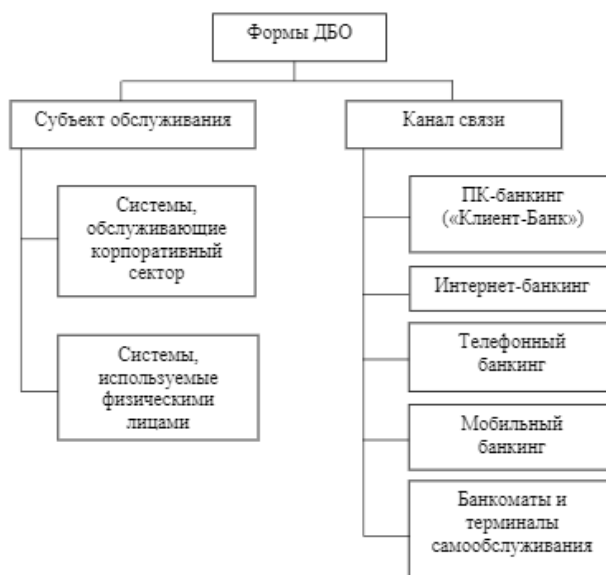 Формы ДБО
Субъект обслуживания
Системы,
обслуживающие
корпоративный
сектор
Системы,
используемые
физическими
лицами
Канал связи
ПК-банкинг
(«Клиент-Банк»)
Интернет-банкинг
Телефонный
банкинг
Мобильный
банкинг
Банкоматы и
терминалы
самообслуживания